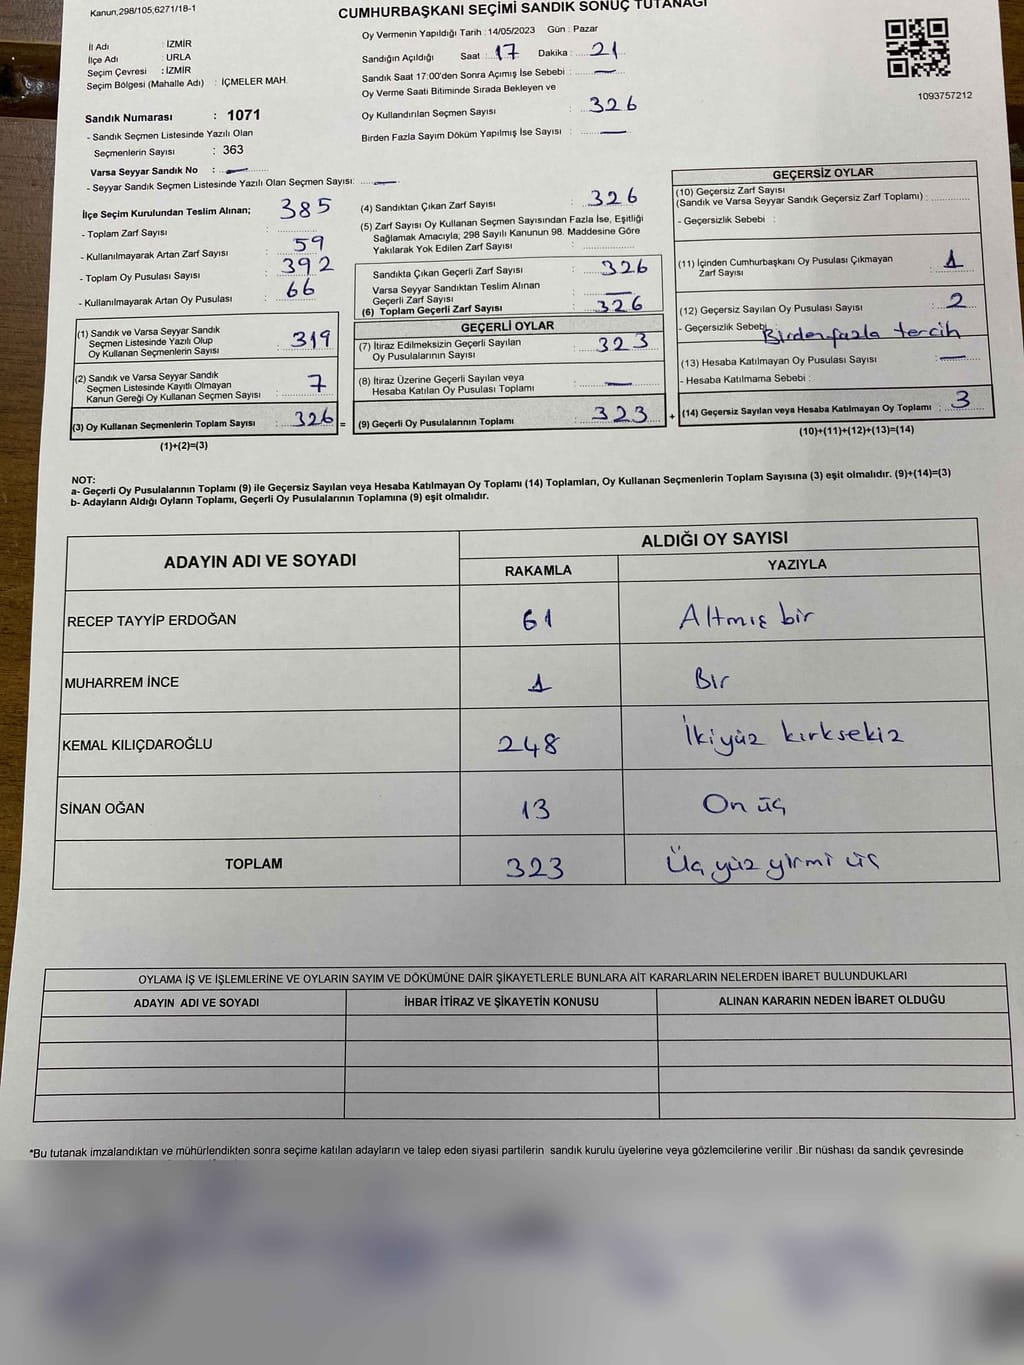 Kanun,298/105,6271/18-1
CUMHURBAŞKANI SEÇİMİ SANDIK SONUÇ TUTANAĞI
İl Adı : İZMİR
İlçe Adı : URLA
Seçim Çevresi : İZMİR
Seçim Bölgesi (Mahalle Adı) : İÇMELER MAH.
Sandık Numarası : 1071
- Sandık Seçmen Listesinde Yazılı Olan
Seçmenlerin Sayısı : 363
Varsa Seyyar Sandık No : —
- Seyyar Sandık Seçmen Listesinde Yazılı Olan Seçmen Sayısı: —
Oy Vermenin Yapıldığı Tarih : 14/05/2023 Gün : Pazar
Sandığın Açıldığı Saat : 17 Dakika : 21
Sandık Saat 17:00'den Sonra Açımış İse Sebebi : —
Oy Verme Saati Bitiminde Sırada Bekleyen ve
Oy Kullandırılan Seçmen Sayısı : 326
Birden Fazla Sayım Döküm Yapılmış İse Sayısı : —
1093757212
İlçe Seçim Kurulundan Teslim Alınan;
- Toplam Zarf Sayısı : 385
- Kullanılmayarak Artan Zarf Sayısı : 59
- Toplam Oy Pusulası Sayısı : 392
- Kullanılmayarak Artan Oy Pusulası : 66
(1) Sandık ve Varsa Seyyar Sandık
Seçmen Listesinde Yazılı Olup
Oy Kullanan Seçmenlerin Sayısı : 319
(2) Sandık ve Varsa Seyyar Sandık
Seçmen Listesinde Kayıtlı Olmayan
Kanun Gereği Oy Kullanan Seçmen Sayısı : 7
(3) Oy Kullanan Seçmenlerin Toplam Sayısı : 326 =
(1)+(2)=(3)
(4) Sandıktan Çıkan Zarf Sayısı : 326
(5) Zarf Sayısı Oy Kullanan Seçmen Sayısından Fazla İse, Eşitliği
Sağlamak Amacıyla; 298 Sayılı Kanunun 98. Maddesine Göre
Yakılarak Yok Edilen Zarf Sayısı :
Sandıkta Çıkan Geçerli Zarf Sayısı : 326
Varsa Seyyar Sandıktan Teslim Alınan
Geçerli Zarf Sayısı : —
(6) Toplam Geçerli Zarf Sayısı : 326
GEÇERLİ OYLAR
(7) İtiraz Edilmeksizin Geçerli Sayılan
Oy Pusulalarının Sayısı : 323
(8) İtiraz Üzerine Geçerli Sayılan veya
Hesaba Katılan Oy Pusulası Toplamı : —
(9) Geçerli Oy Pusulalarının Toplamı : 323 +
GEÇERSİZ OYLAR
(10) Geçersiz Zarf Sayısı
(Sandık ve Varsa Seyyar Sandık Geçersiz Zarf Toplamı) :
- Geçersizlik Sebebi :
(11) İçinden Cumhurbaşkanı Oy Pusulası Çıkmayan
Zarf Sayısı : 1
(12) Geçersiz Sayılan Oy Pusulası Sayısı : 2
- Geçersizlik Sebebi Birden fazla tercih
(13) Hesaba Katılmayan Oy Pusulası Sayısı : —
- Hesaba Katılmama Sebebi :
(14) Geçersiz Sayılan veya Hesaba Katılmayan Oy Toplamı : 3
(10)+(11)+(12)+(13)=(14)
NOT:
a- Geçerli Oy Pusulalarının Toplamı (9) ile Geçersiz Sayılan veya Hesaba Katılmayan Oy Toplamı (14) Toplamları, Oy Kullanan Seçmenlerin Toplam Sayısına (3) eşit olmalıdır. (9)+(14)=(3)
b- Adayların Aldığı Oyların Toplamı, Geçerli Oy Pusulalarının Toplamına (9) eşit olmalıdır.
ADAYIN ADI VE SOYADI ALDIĞI OY SAYISI
RAKAMLA YAZIYLA
RECEP TAYYİP ERDOĞAN 61 Altmış bir
MUHARREM İNCE 1 Bir
KEMAL KILIÇDAROĞLU 248 İkiyüz kırksekiz
SİNAN OĞAN 13 On üç
TOPLAM 323 Üç yüz yirmi üç
OYLAMA İŞ VE İŞLEMLERİNE VE OYLARIN SAYIM VE DÖKÜMÜNE DAİR ŞİKAYETLERLE BUNLARA AİT KARARLARIN NELERDEN İBARET BULUNDUKLARI
ADAYIN ADI VE SOYADI İHBAR İTİRAZ VE ŞİKAYETİN KONUSU ALINAN KARARIN NEDEN İBARET OLDUĞU
*Bu tutanak imzalandıktan ve mühürlendikten sonra seçime katılan adayların ve talep eden siyasi partilerin sandık kurulu üyelerine veya gözlemcilerine verilir .Bir nüshası da sandık çevresinde